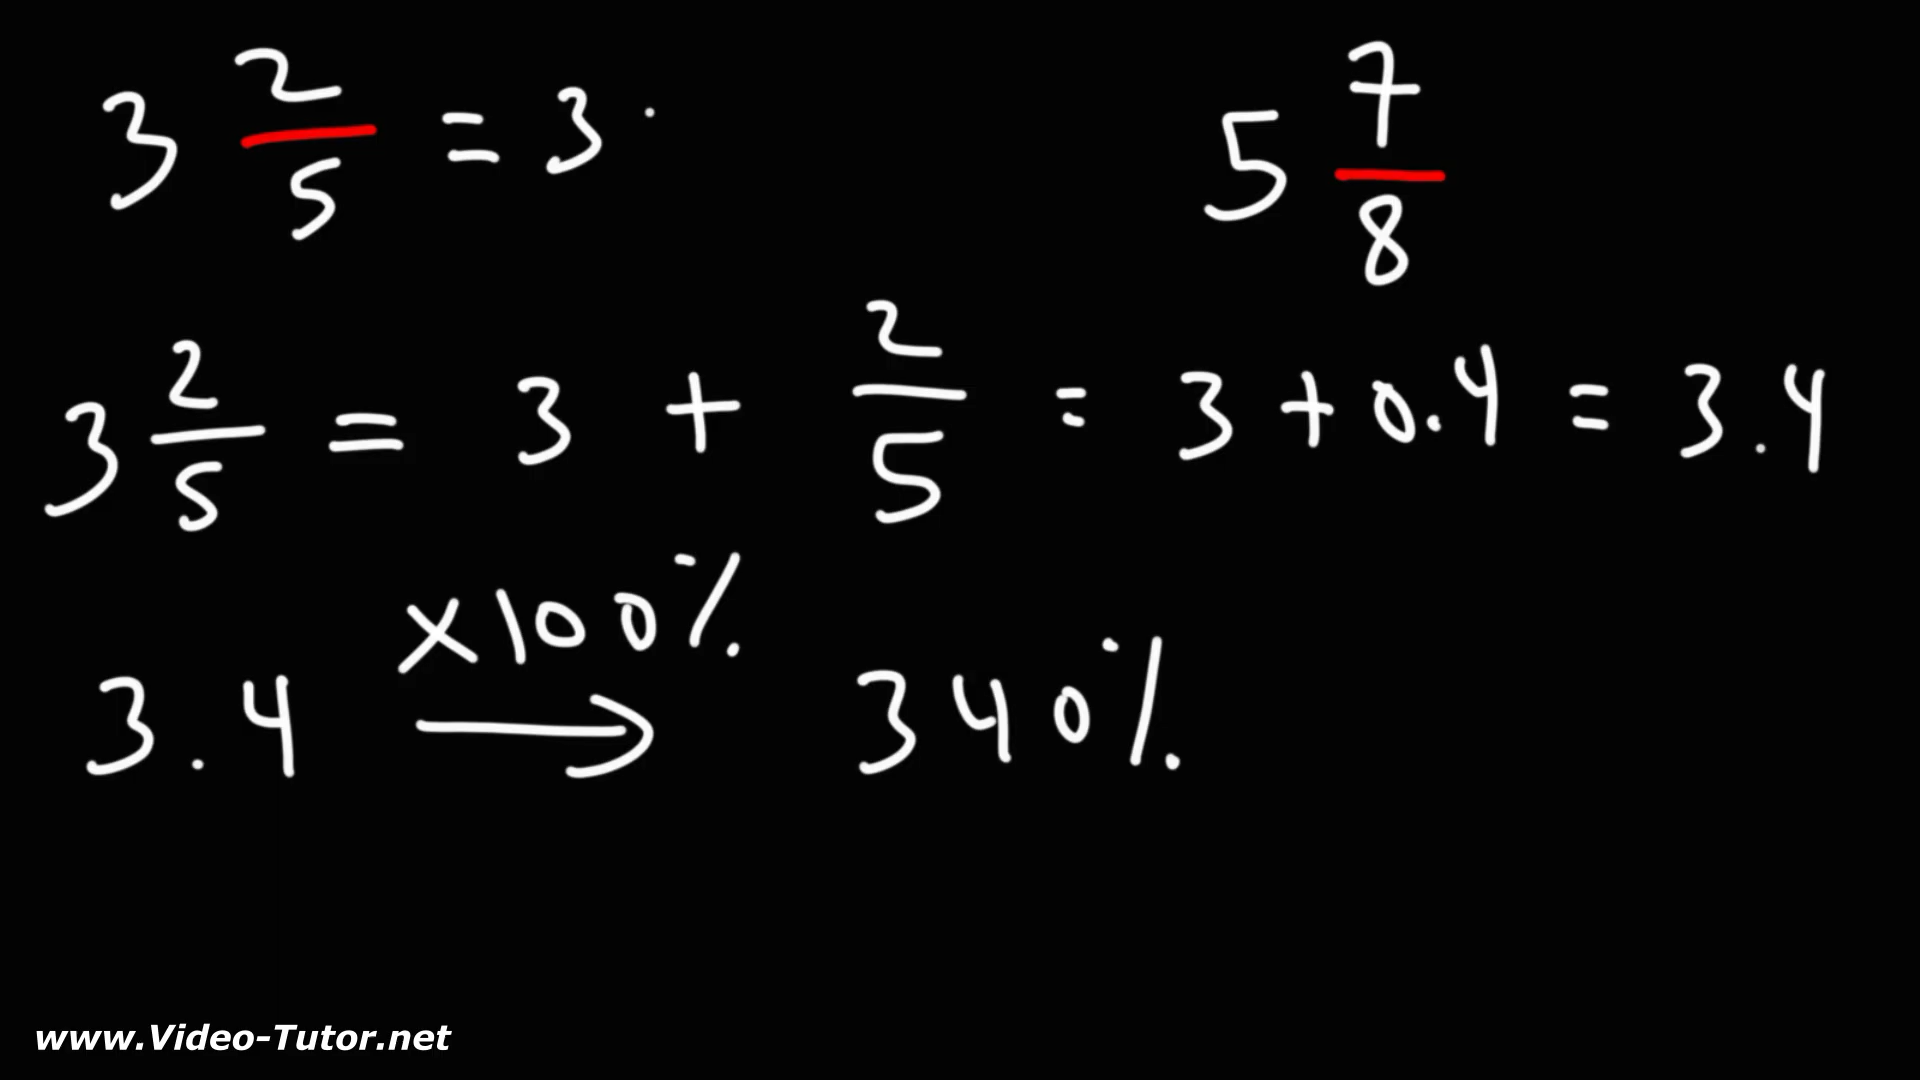 3 2/5 = 3 .
5 7/8
3 2/5 = 3 + 2/5 = 3 + 0.4 = 3.4
×100%
3.4 → 340%
www.Video-Tutor.net